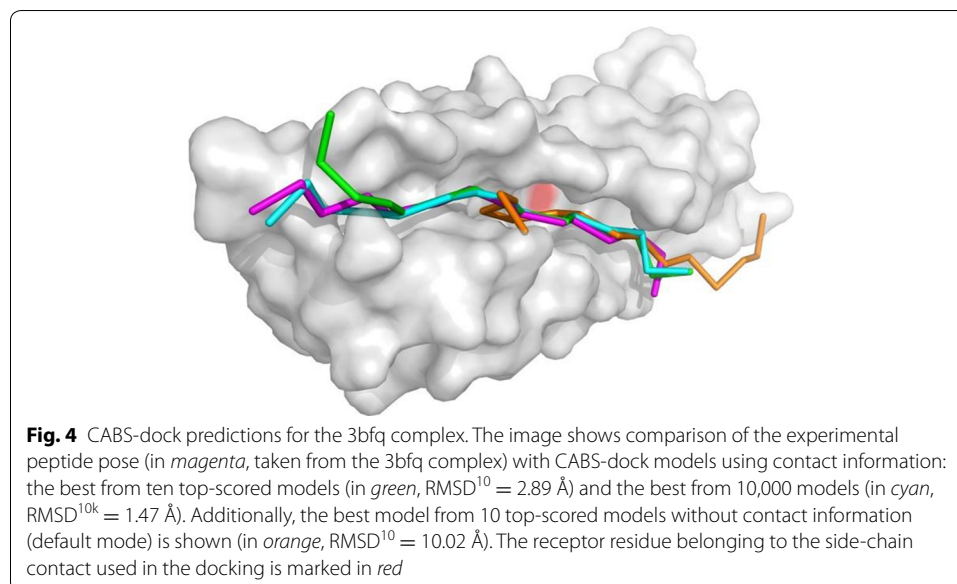 Fig. 4 CABS-dock predictions for the 3bfq complex. The image shows comparison of the experimental
peptide pose (in magenta, taken from the 3bfq complex) with CABS-dock models using contact information:
the best from ten top-scored models (in green, RMSD¹⁰ = 2.89 Å) and the best from 10,000 models (in cyan,
RMSD¹⁰ᵏ = 1.47 Å). Additionally, the best model from 10 top-scored models without contact information
(default mode) is shown (in orange, RMSD¹⁰ = 10.02 Å). The receptor residue belonging to the side-chain
contact used in the docking is marked in red